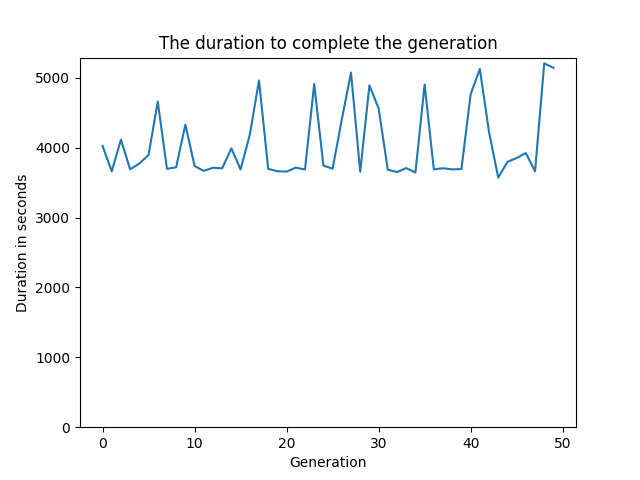 The duration to complete the generation
5000
4000
3000
2000
1000
0
Duration in seconds
0 10 20 30 40 50
Generation